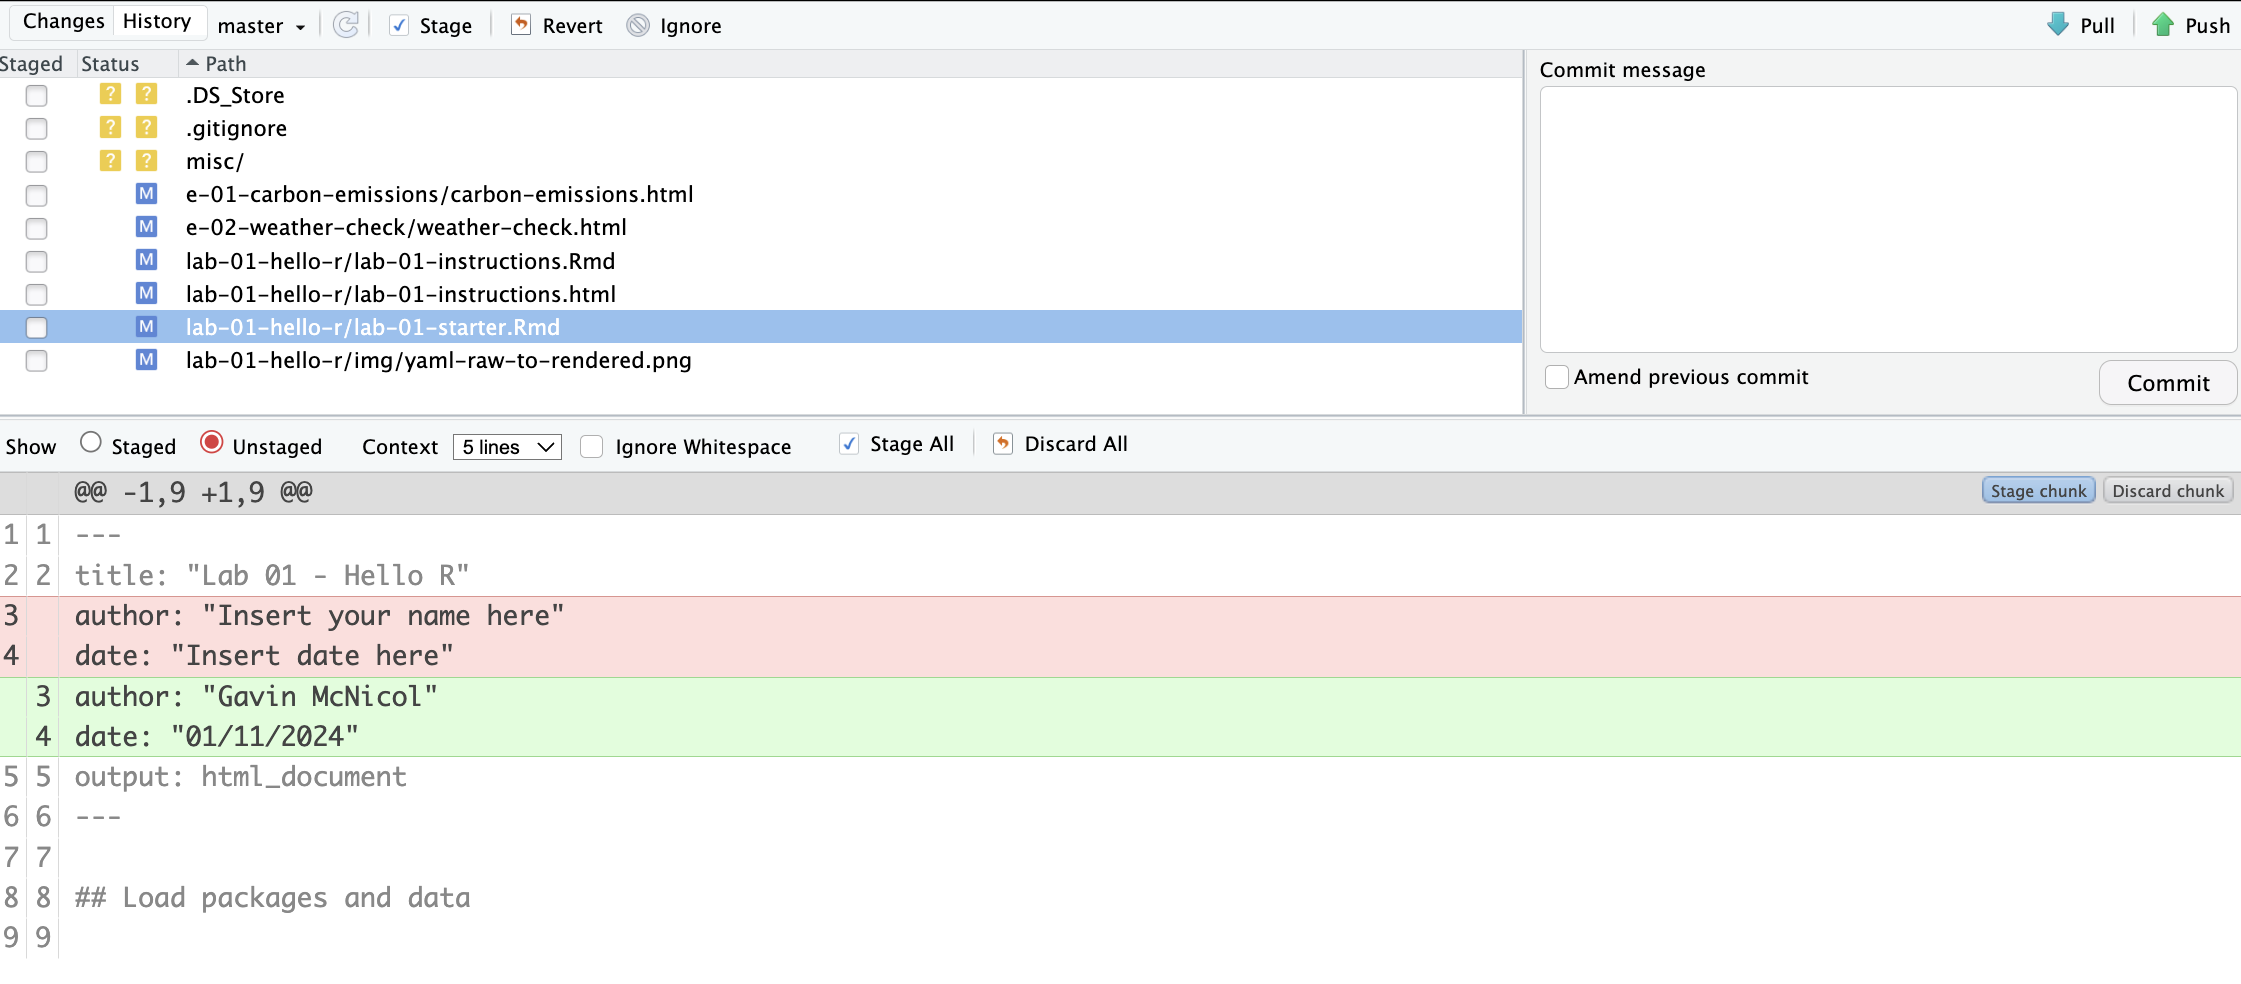 Changes History master Stage Revert Ignore Pull Push
Staged Status Path
Commit message
? ? .DS_Store
? ? .gitignore
? ? misc/
M e-01-carbon-emissions/carbon-emissions.html
M e-02-weather-check/weather-check.html
M lab-01-hello-r/lab-01-instructions.Rmd
M lab-01-hello-r/lab-01-instructions.html
M lab-01-hello-r/lab-01-starter.Rmd
M lab-01-hello-r/img/yaml-raw-to-rendered.png
Amend previous commit
Commit
Show Staged Unstaged Context 5 lines Ignore Whitespace Stage All Discard All
@@ -1,9 +1,9 @@ Stage chunk Discard chunk
1 1 ---
2 2 title: "Lab 01 - Hello R"
3 author: "Insert your name here"
4 date: "Insert date here"
3 author: "Gavin McNicol"
4 date: "01/11/2024"
5 5 output: html_document
6 6 ---
7 7
8 8 ## Load packages and data
9 9